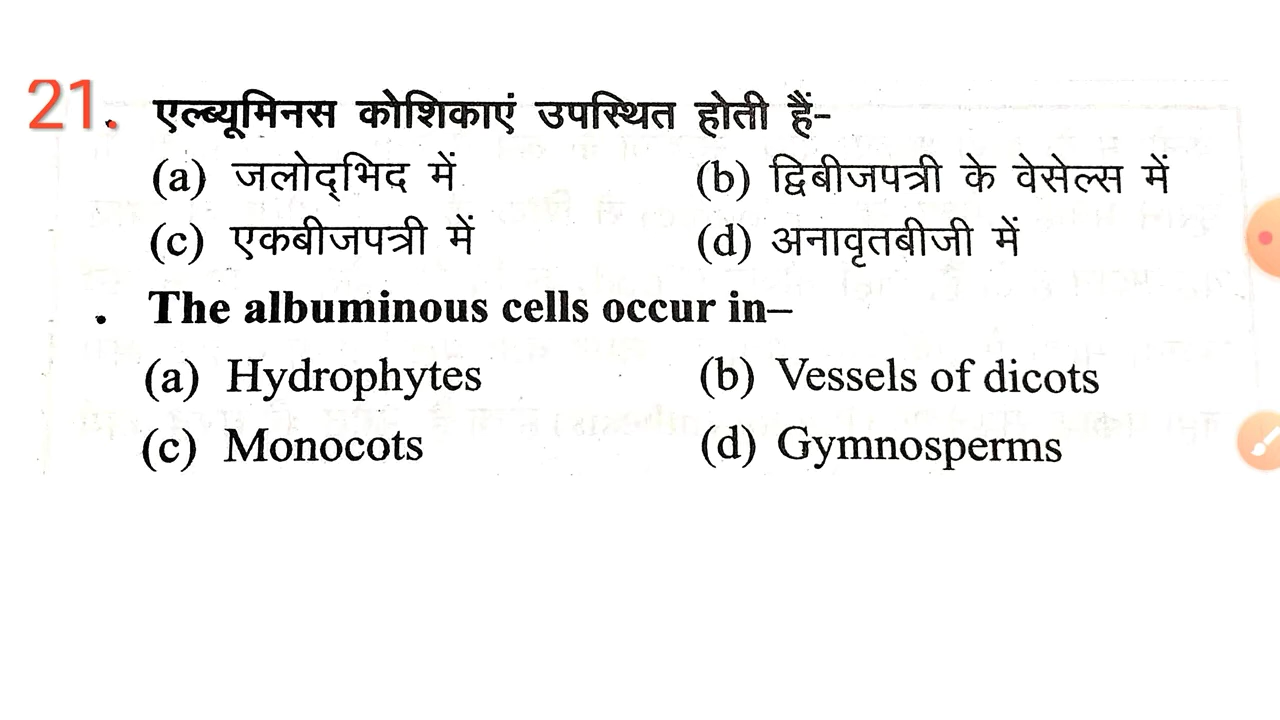 21. एल्ब्यूमिनस कोशिकाएं उपस्थित होती हैं-
(a) जलोद्भिद में (b) द्विबीजपत्री के वेसेल्स में
(c) एकबीजपत्री में (d) अनावृतबीजी में
. The albuminous cells occur in–
(a) Hydrophytes (b) Vessels of dicots
(c) Monocots (d) Gymnosperms